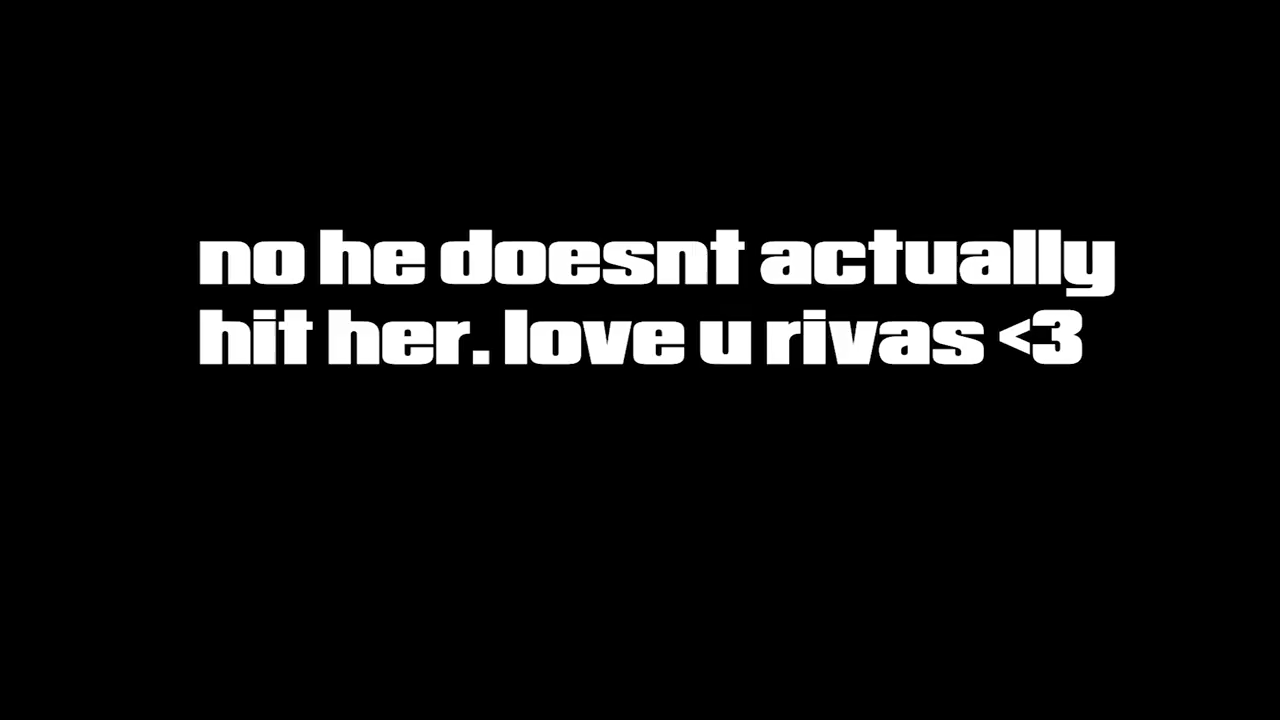 no he doesnt actually
hit her. love u rivas <3